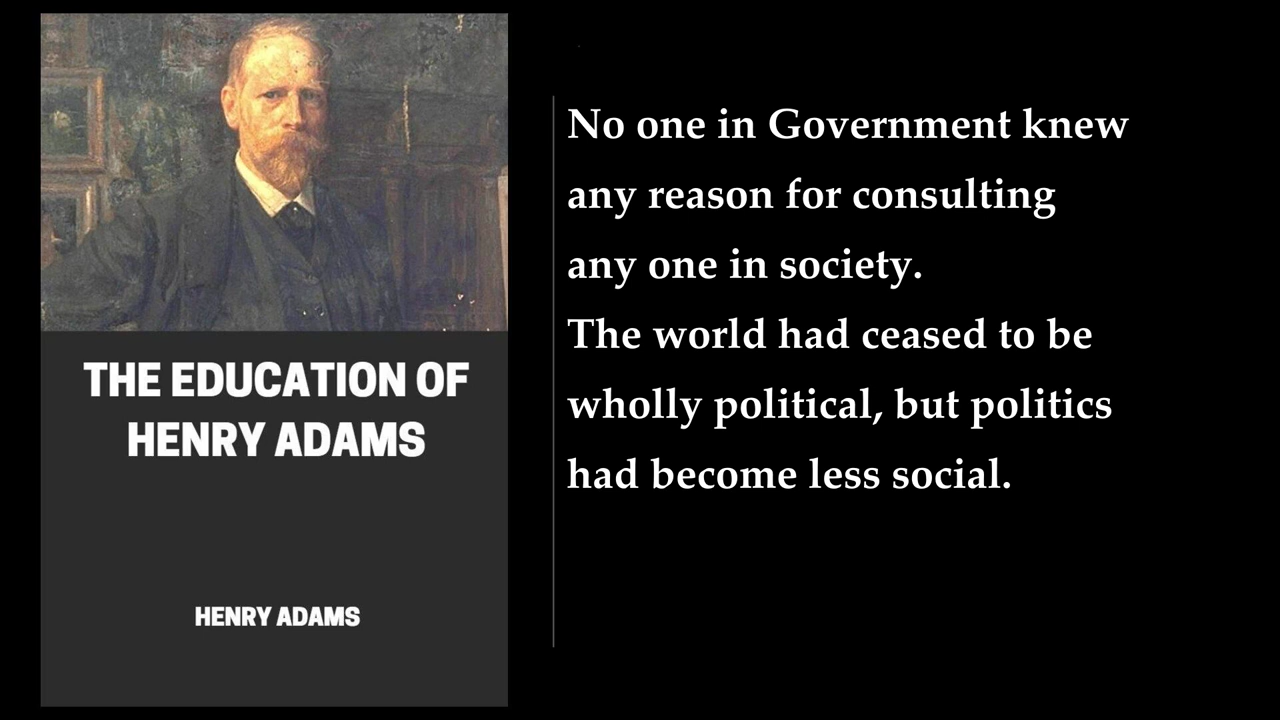 THE EDUCATION OF
HENRY ADAMS
HENRY ADAMS
No one in Government knew
any reason for consulting
any one in society.
The world had ceased to be
wholly political, but politics
had become less social.